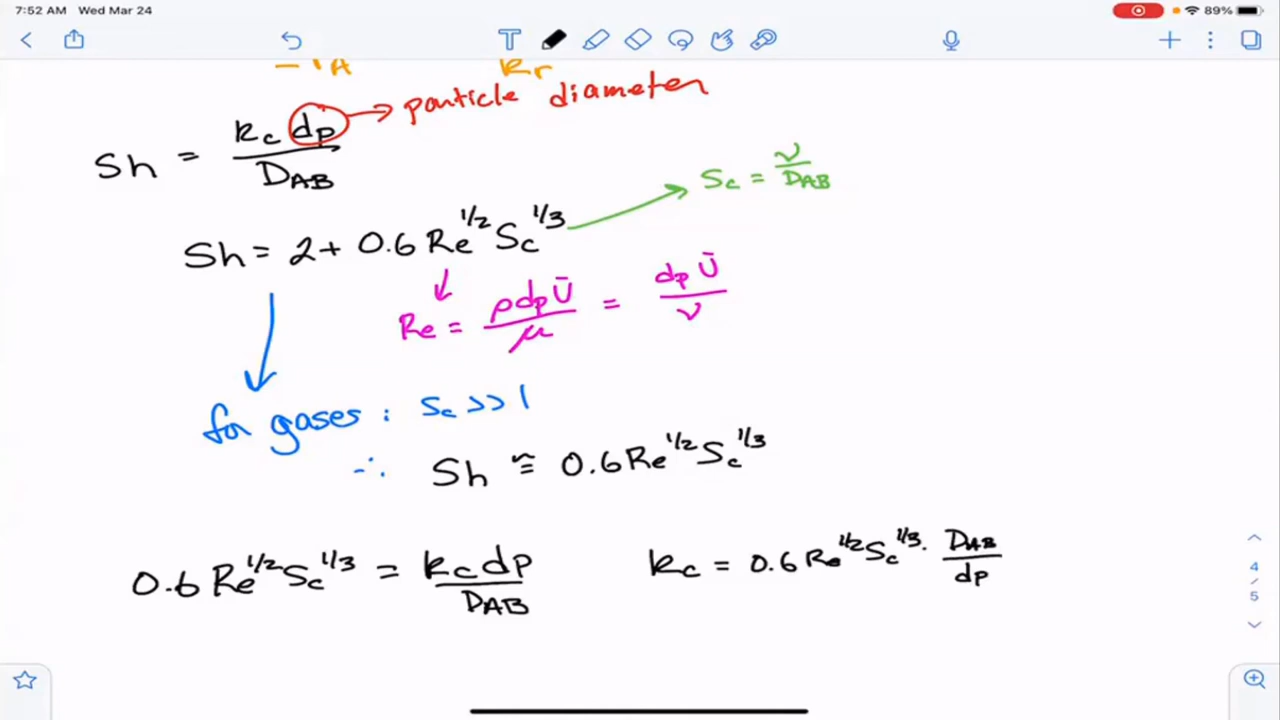 7:52 AM Wed Mar 24
89%
T
-rA
kr
Sh = kc dp / DAB → particle diameter
Sc = ν / DAB
Sh = 2 + 0.6 Re^1/2 Sc^1/3
Re = ρ dp Ū / μ = dp Ū / ν
for gases : Sc >> 1
∴ Sh ≅ 0.6 Re^1/2 Sc^1/3
0.6 Re^1/2 Sc^1/3 = kc dp / DAB
kc = 0.6 Re^1/2 Sc^1/3 · DAB / dp
4
/
5